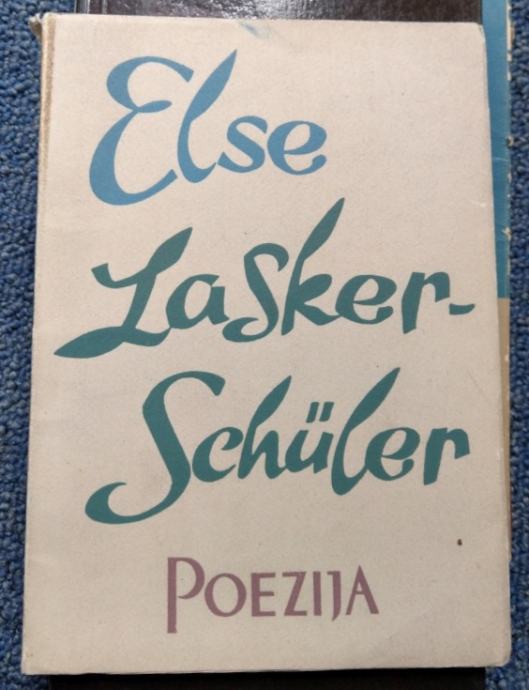 Else
Lasker-
Schüler
POEZIJA